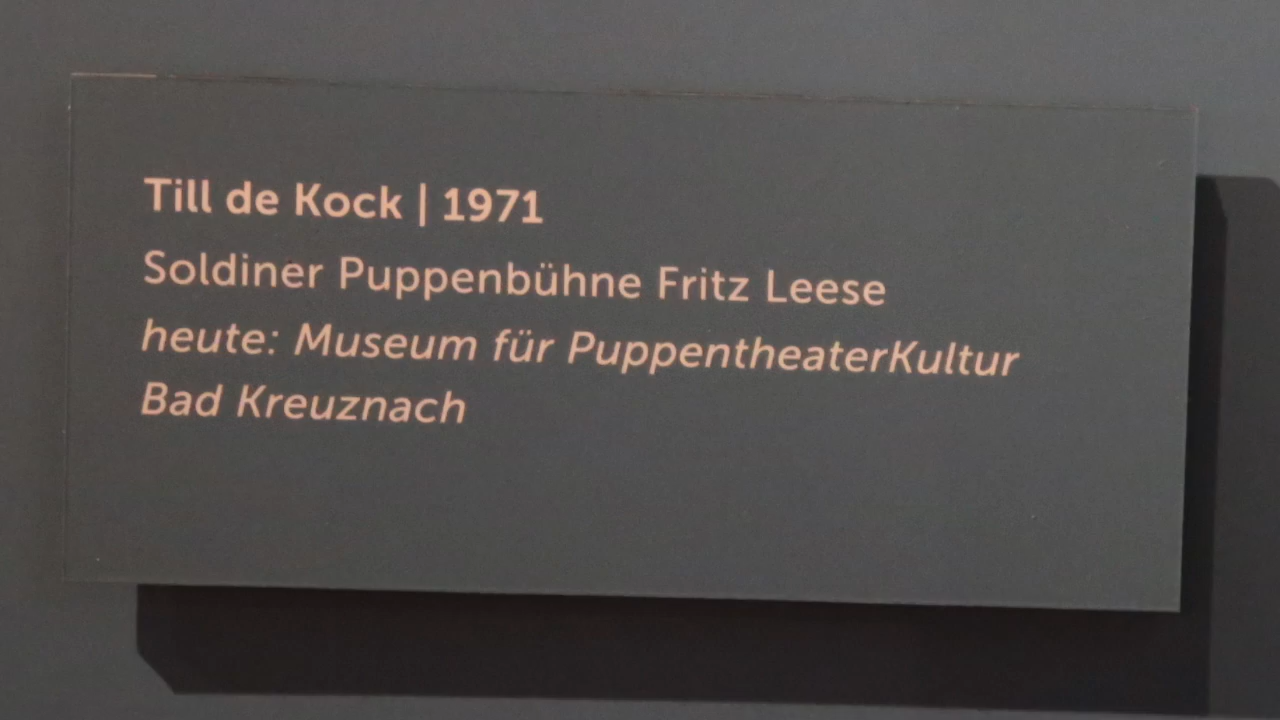 Till de Kock | 1971
Soldiner Puppenbühne Fritz Leese
heute: Museum für PuppentheaterKultur
Bad Kreuznach